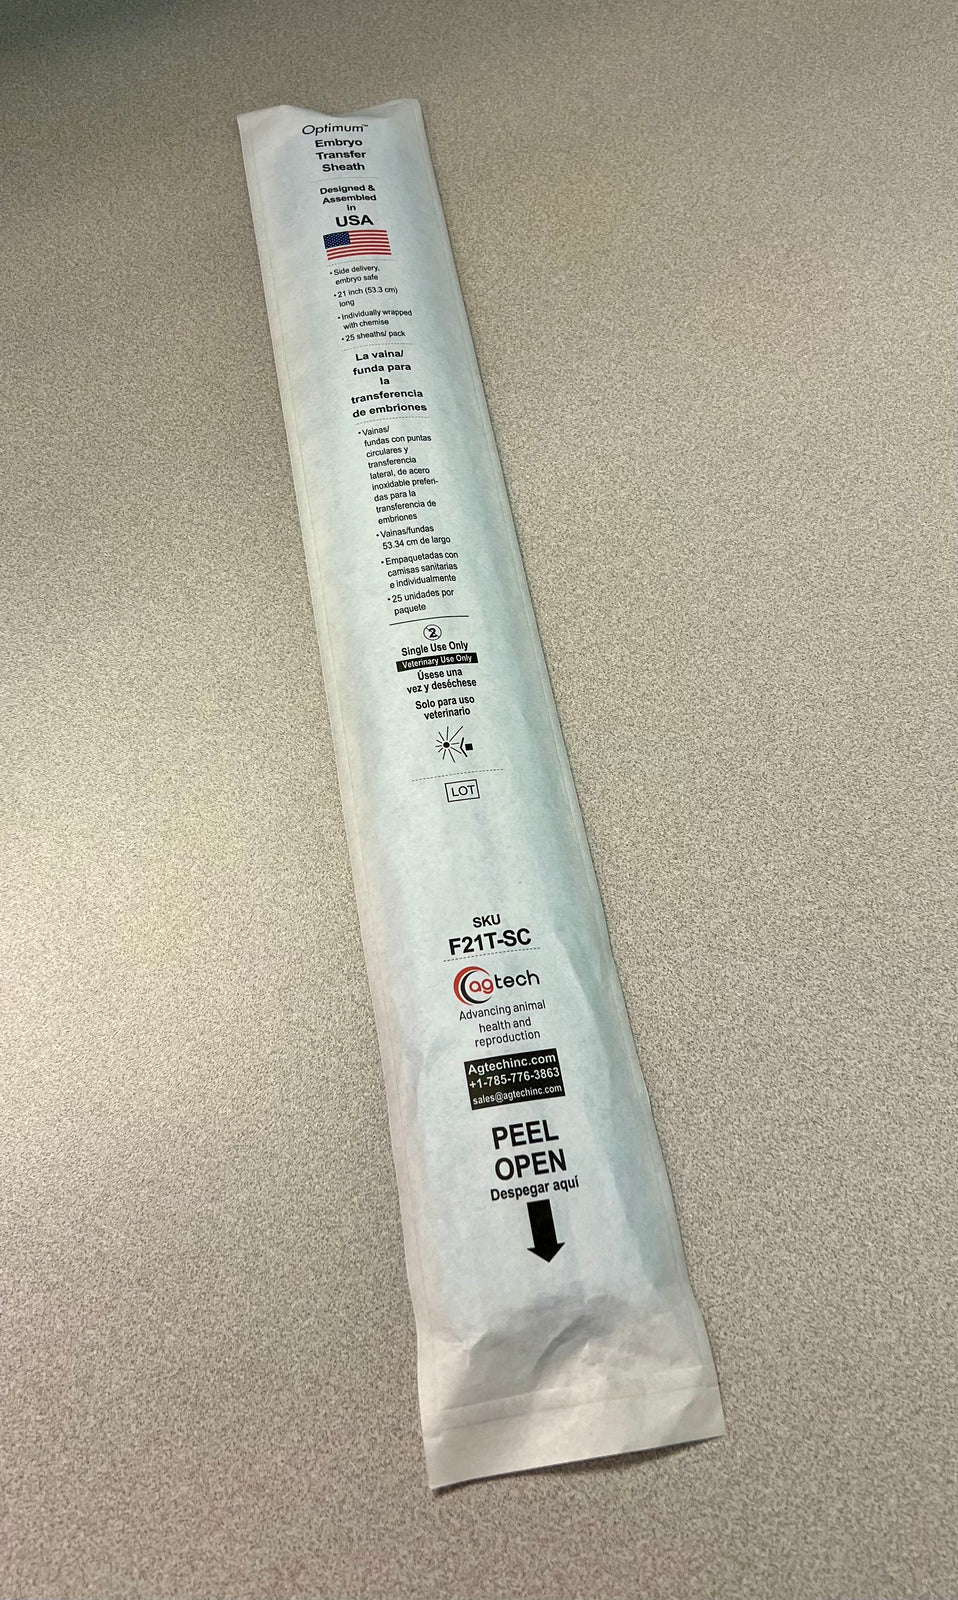 Optimum™
Embryo
Transfer
Sheath
Designed &
Assembled
in
USA
• Side delivery,
embryo safe
• 21 inch (53.3 cm)
long
• Individually wrapped
with chemise
• 25 sheaths/ pack
La vaina/
funda para
la
transferencia
de embriones
• Vainas/
fundas con puntas
circulares y
transferencia
lateral, de acero
inoxidable preferi-
das para la
transferencia de
embriones
• Vainas/fundas
53.34 cm de largo
• Empaquetadas con
camisas sanitarias
e individualmente
• 25 unidades por
paquete
2
Single Use Only
Veterinary Use Only
Úsese una
vez y deséchese
Solo para uso
veterinario
LOT
SKU
F21T-SC
agtech
Advancing animal
health and
reproduction
Agtechinc.com
+1-785-776-3863
sales@agtechinc.com
PEEL
OPEN
Despegar aquí